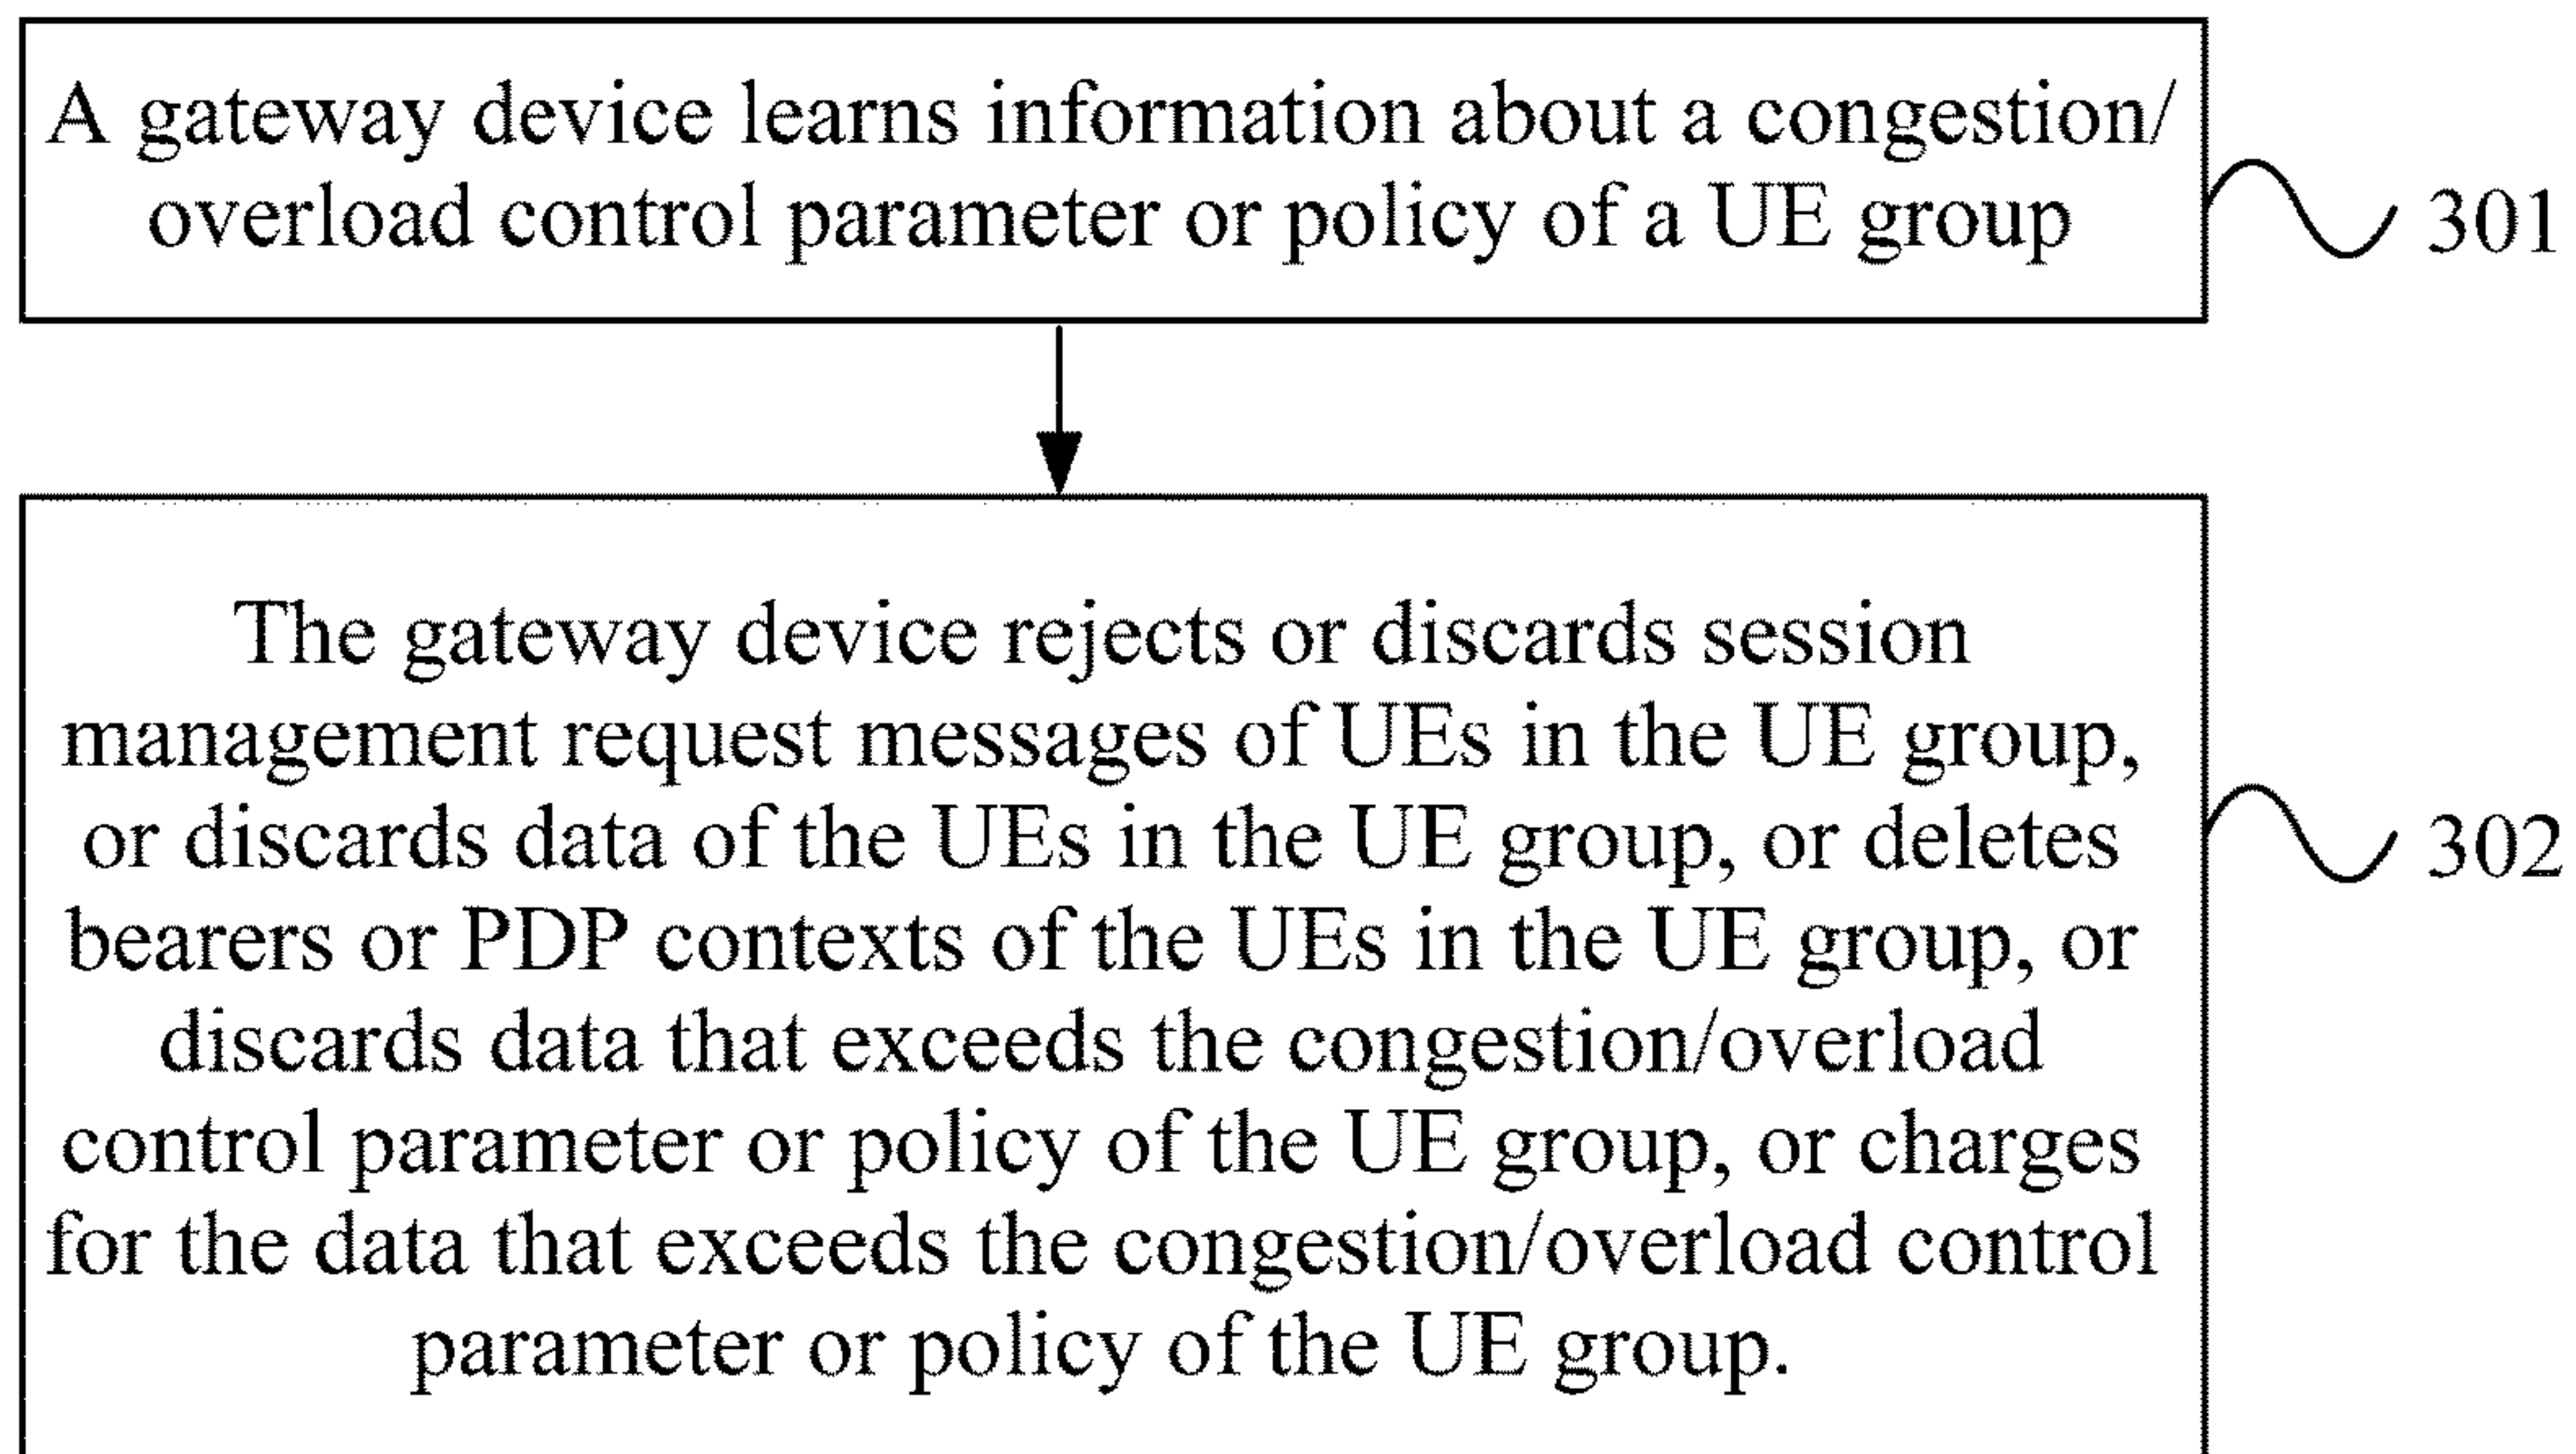 A gateway device learns information about a congestion/
overload control parameter or policy of a UE group
301
The gateway device rejects or discards session
management request messages of UEs in the UE group,
or discards data of the UEs in the UE group, or deletes
bearers or PDP contexts of the UEs in the UE group, or
discards data that exceeds the congestion/overload
control parameter or policy of the UE group, or charges
for the data that exceeds the congestion/overload control
parameter or policy of the UE group.
302